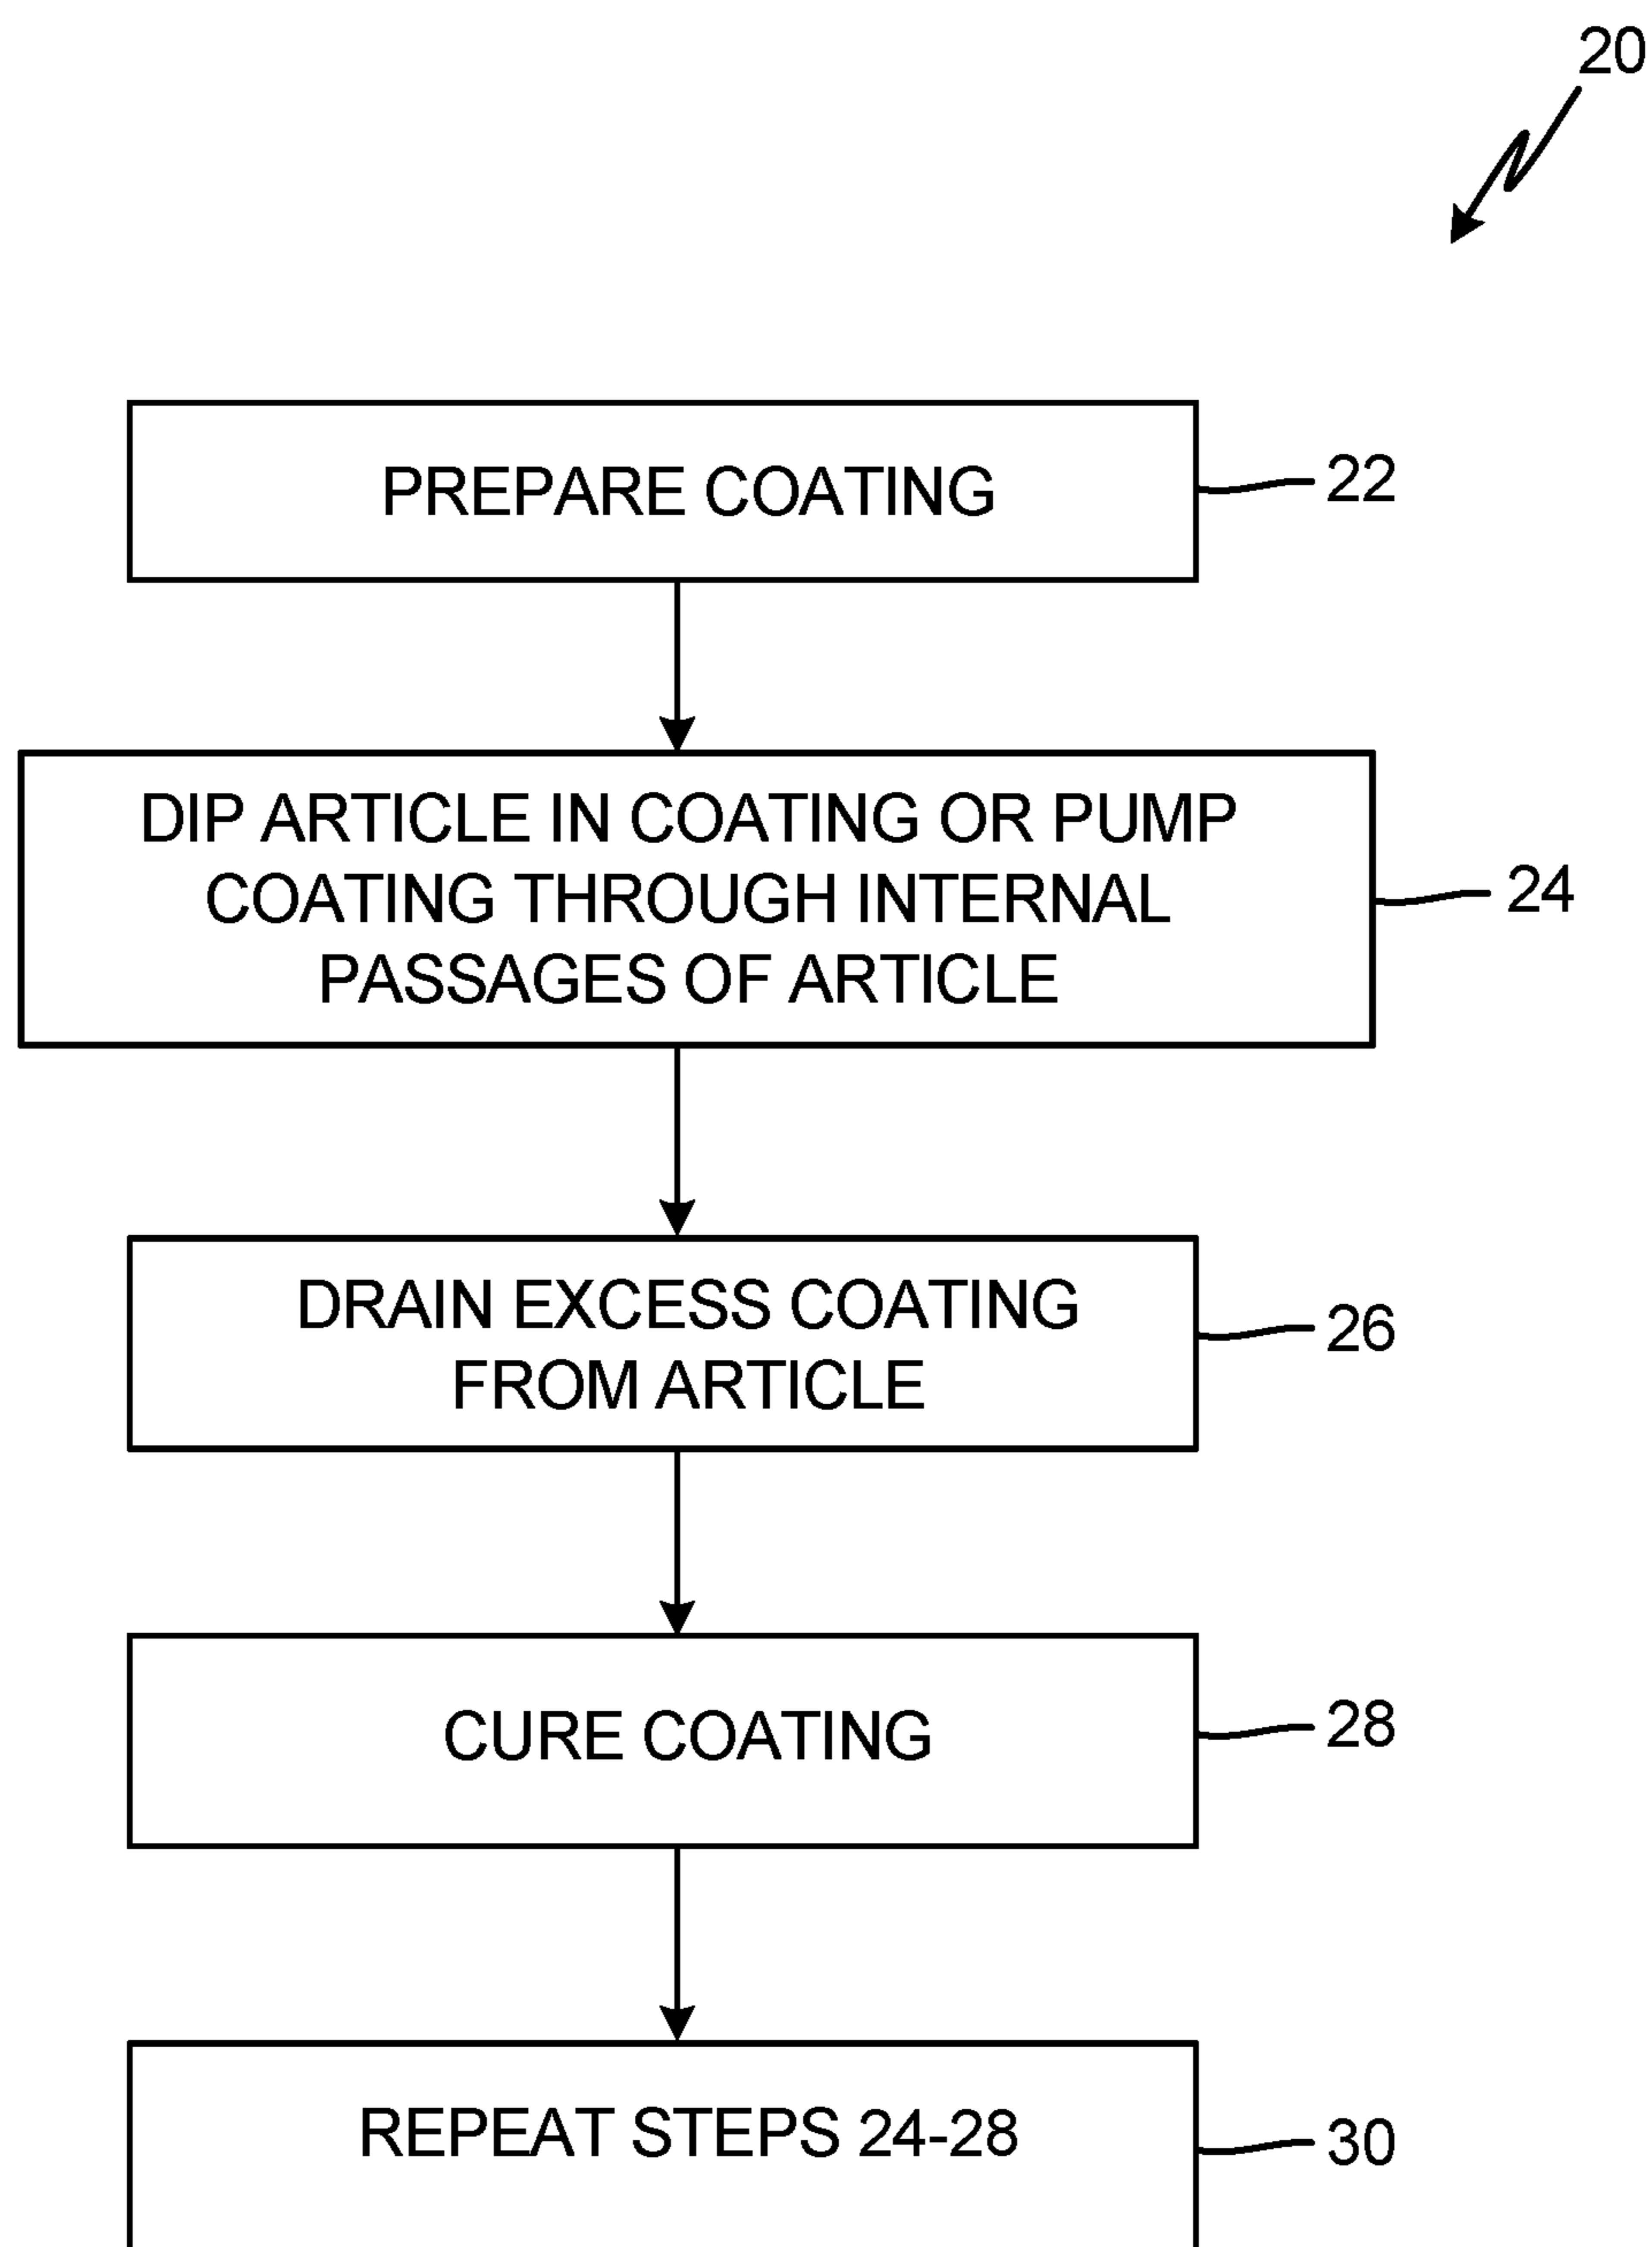 20
PREPARE COATING
22
DIP ARTICLE IN COATING OR PUMP
COATING THROUGH INTERNAL
PASSAGES OF ARTICLE
24
DRAIN EXCESS COATING
FROM ARTICLE
26
CURE COATING
28
REPEAT STEPS 24-28
30